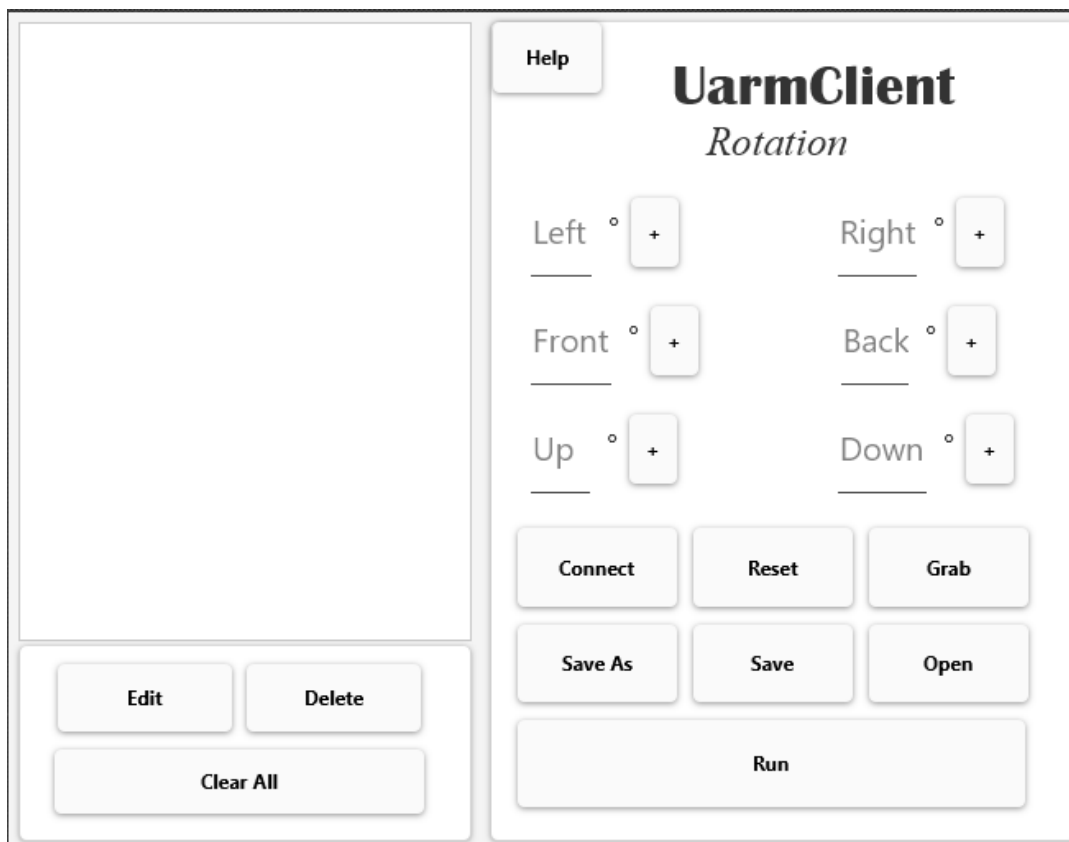 Help
UarmClient
Rotation
Left ° +
Right ° +
Front ° +
Back ° +
Up ° +
Down ° +
Connect
Reset
Grab
Save As
Save
Open
Run
Edit
Delete
Clear All